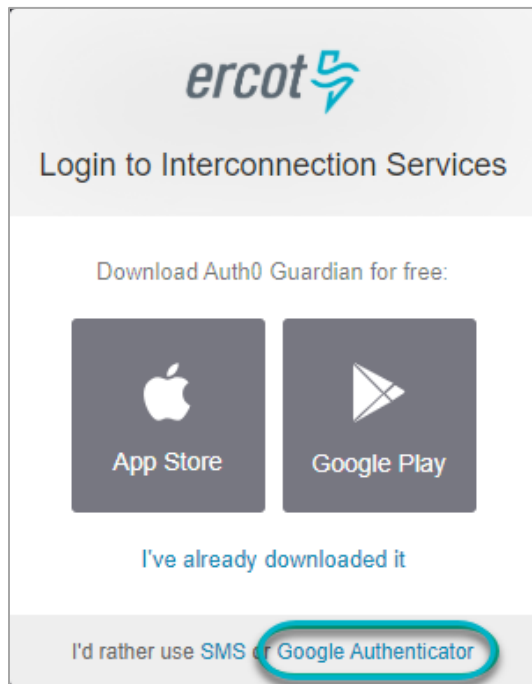 ercot
Login to Interconnection Services
Download Auth0 Guardian for free:
App Store
Google Play
I've already downloaded it
I'd rather use SMS or Google Authenticator